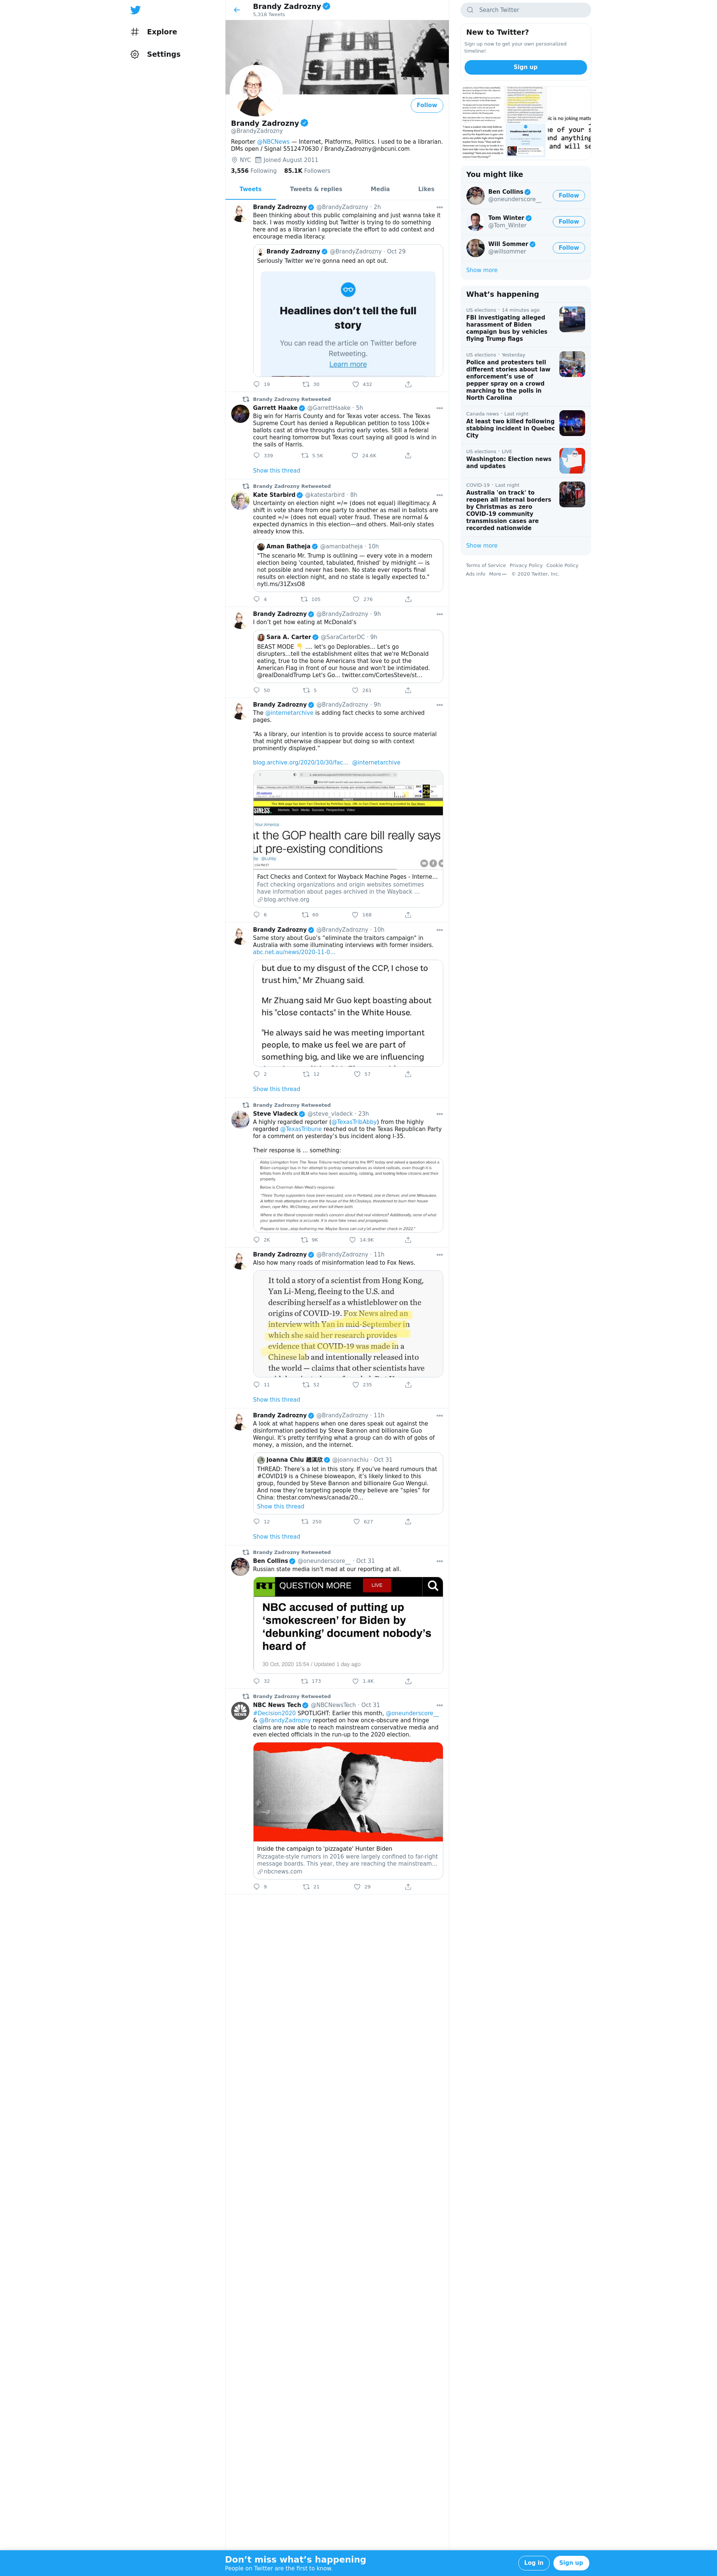 Explore
Settings
Brandy Zadrozny
5,318 Tweets
FUN
SLIDE
Follow
Brandy Zadrozny
@BrandyZadrozny
Reporter @NBCNews — Internet, Platforms, Politics. I used to be a librarian.
DMs open / Signal 5512470630 / BrandyZadrozny@nbcuni.com
NYC Joined August 2011
3,556 Following 85.1K Followers
Tweets Tweets & replies Media Likes
Brandy Zadrozny @BrandyZadrozny · 2h
Been thinking about this public complaining and just wanna take it
back. I was mostly kidding but Twitter is trying to do something
here and as a librarian I appreciate the effort to add context and
encourage media literacy.
Brandy Zadrozny @BrandyZadrozny · Oct 29
Seriously Twitter we're gonna need an opt out.
Headlines don't tell the full
story
You can read the article on Twitter before
Retweeting.
Learn more
19 30 432
Brandy Zadrozny Retweeted
Garrett Haake @GarrettHaake · 5h
Big win for Harris County and for Texas voter access. The Texas
Supreme Court has denied a Republican petition to toss 100k+
ballots cast at drive throughs during early votes. Still a federal
court hearing tomorrow but Texas court saying all good is wind in
the sails of Harris.
339 5.5K 24.6K
Show this thread
Brandy Zadrozny Retweeted
Kate Starbird @katestarbird · 8h
Uncertainty on election night =/= (does not equal) illegitimacy. A
shift in vote share from one party to another as mail in ballots are
counted =/= (does not equal) voter fraud. These are normal &
expected dynamics in this election—and others. Mail-only states
already know this.
Aman Batheja @amanbatheja · 10h
"The scenario Mr. Trump is outlining — every vote in a modern
election being 'counted, tabulated, finished' by midnight — is
not possible and never has been. No state ever reports final
results on election night, and no state is legally expected to."
nyti.ms/31ZxsO8
4 105 276
Brandy Zadrozny @BrandyZadrozny · 9h
I don't get how eating at McDonald's
Sara A. Carter @SaraCarterDC · 9h
BEAST MODE 👇 .... let's go Deplorables... Let's go
disrupters...tell the establishment elites that we're McDonald
eating, true to the bone Americans that love to put the
American Flag in front of our house and won't be intimidated.
@realDonaldTrump Let's Go... twitter.com/CortesSteve/st...
50 5 261
Brandy Zadrozny @BrandyZadrozny · 9h
The @internetarchive is adding fact checks to some archived
pages.
"As a library, our intention is to provide access to source material
that might otherwise disappear but doing so with context
prominently displayed."
blog.archive.org/2020/10/30/fac... @internetarchive
Your America
at the GOP health care bill really says
ut pre-existing conditions
Fact Checks and Context for Wayback Machine Pages - Interne...
Fact checking organizations and origin websites sometimes
have information about pages archived in the Wayback ...
blog.archive.org
6 60 168
Brandy Zadrozny @BrandyZadrozny · 10h
Same story about Guo's "eliminate the traitors campaign" in
Australia with some illuminating interviews with former insiders.
abc.net.au/news/2020-11-0...
but due to my disgust of the CCP, I chose to
trust him," Mr Zhuang said.
Mr Zhuang said Mr Guo kept boasting about
his "close contacts" in the White House.
"He always said he was meeting important
people, to make us feel we are part of
something big, and like we are influencing
2 12 57
Show this thread
Brandy Zadrozny Retweeted
Steve Vladeck @steve_vladeck · 23h
A highly regarded reporter (@TexasTribAbby) from the highly
regarded @TexasTribune reached out to the Texas Republican Party
for a comment on yesterday's bus incident along I-35.
Their response is ... something:
2K 9K 14.9K
Brandy Zadrozny @BrandyZadrozny · 11h
Also how many roads of misinformation lead to Fox News.
It told a story of a scientist from Hong Kong,
Yan Li-Meng, fleeing to the U.S. and
describing herself as a whistleblower on the
origins of COVID-19. Fox News aired an
interview with Yan in mid-September in
which she said her research provides
evidence that COVID-19 was made in a
Chinese lab and intentionally released into
the world — claims that other scientists have
11 52 235
Show this thread
Brandy Zadrozny @BrandyZadrozny · 11h
A look at what happens when one dares speak out against the
disinformation peddled by Steve Bannon and billionaire Guo
Wengui. It's pretty terrifying what a group can do with of gobs of
money, a mission, and the internet.
Joanna Chiu 趙淇欣 @joannachiu · Oct 31
THREAD: There's a lot in this story. If you've heard rumours that
#COVID19 is a Chinese bioweapon, it's likely linked to this
group, founded by Steve Bannon and billionaire Guo Wengui.
And now they're targeting people they believe are "spies" for
China: thestar.com/news/canada/20...
Show this thread
12 250 627
Show this thread
Brandy Zadrozny Retweeted
Ben Collins @oneunderscore__ · Oct 31
Russian state media isn't mad at our reporting at all.
RT QUESTION MORE LIVE
NBC accused of putting up
'smokescreen' for Biden by
'debunking' document nobody's
heard of
30 Oct, 2020 15:54 / Updated 1 day ago
32 173 1.4K
Brandy Zadrozny Retweeted
NBC News Tech @NBCNewsTech · Oct 31
#Decision2020 SPOTLIGHT: Earlier this month, @oneunderscore__
& @BrandyZadrozny reported on how once-obscure and fringe
claims are now able to reach mainstream conservative media and
even elected officials in the run-up to the 2020 election.
Inside the campaign to 'pizzagate' Hunter Biden
Pizzagate-style rumors in 2016 were largely confined to far-right
message boards. This year, they are reaching the mainstream...
nbcnews.com
9 21 29
Search Twitter
New to Twitter?
Sign up now to get your own personalized
timeline!
Sign up
You might like
Ben Collins
@oneunderscore__
Follow
Tom Winter
@Tom_Winter
Follow
Will Sommer
@willsommer
Follow
Show more
What's happening
US elections · 14 minutes ago
FBI investigating alleged
harassment of Biden
campaign bus by vehicles
flying Trump flags
US elections · Yesterday
Police and protesters tell
different stories about law
enforcement's use of
pepper spray on a crowd
marching to the polls in
North Carolina
Canada news · Last night
At least two killed following
stabbing incident in Quebec
City
US elections · LIVE
Washington: Election news
and updates
COVID-19 · Last night
Australia 'on track' to
reopen all internal borders
by Christmas as zero
COVID-19 community
transmission cases are
recorded nationwide
Show more
Terms of Service Privacy Policy Cookie Policy
Ads info More © 2020 Twitter, Inc.
Don't miss what's happening
People on Twitter are the first to know.
Log in Sign up